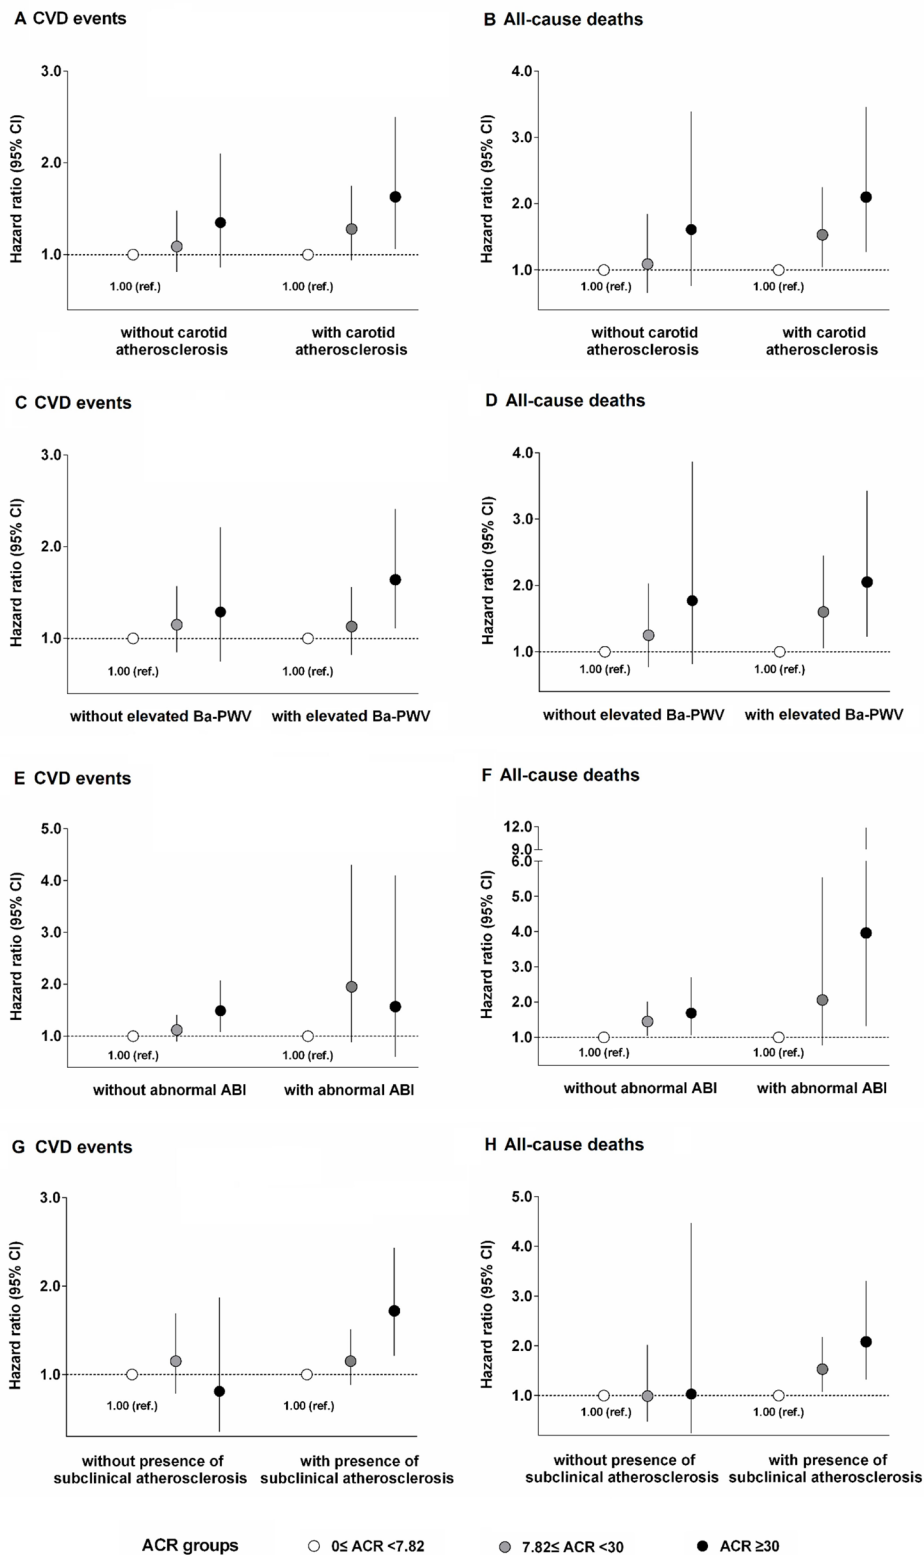 A CVD events
3.0
2.0
1.0
Hazard ratio (95% CI)
1.00 (ref.)
1.00 (ref.)
without carotid
atherosclerosis
with carotid
atherosclerosis
B All-cause deaths
4.0
3.0
2.0
1.0
Hazard ratio (95% CI)
1.00 (ref.)
1.00 (ref.)
without carotid
atherosclerosis
with carotid
atherosclerosis
C CVD events
3.0
2.0
1.0
Hazard ratio (95% CI)
1.00 (ref.)
1.00 (ref.)
without elevated Ba-PWV
with elevated Ba-PWV
D All-cause deaths
4.0
3.0
2.0
1.0
Hazard ratio (95% CI)
1.00 (ref.)
1.00 (ref.)
without elevated Ba-PWV
with elevated Ba-PWV
E CVD events
5.0
4.0
3.0
2.0
1.0
Hazard ratio (95% CI)
1.00 (ref.)
1.00 (ref.)
without abnormal ABI
with abnormal ABI
F All-cause deaths
12.0
9.0
6.0
5.0
4.0
3.0
2.0
1.0
Hazard ratio (95% CI)
1.00 (ref.)
1.00 (ref.)
without abnormal ABI
with abnormal ABI
G CVD events
3.0
2.0
1.0
Hazard ratio (95% CI)
1.00 (ref.)
1.00 (ref.)
without presence of
subclinical atherosclerosis
with presence of
subclinical atherosclerosis
H All-cause deaths
5.0
4.0
3.0
2.0
1.0
Hazard ratio (95% CI)
1.00 (ref.)
1.00 (ref.)
without presence of
subclinical atherosclerosis
with presence of
subclinical atherosclerosis
ACR groups 0≤ ACR <7.82 7.82≤ ACR <30 ACR ≥30